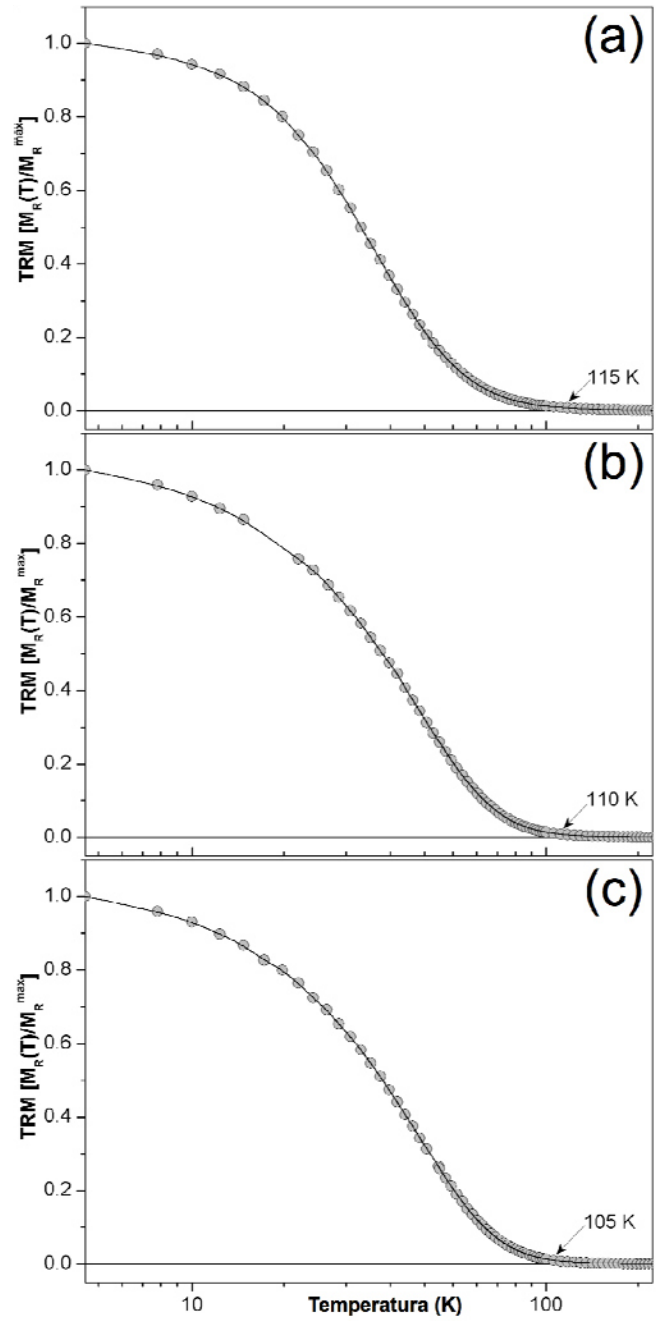 (a)
TRM [M_R(T)/M_R^máx]
1.0
0.8
0.6
0.4
0.2
0.0
115 K
(b)
TRM [M_R(T)/M_R^max]
1.0
0.8
0.6
0.4
0.2
0.0
110 K
(c)
TRM [M_R(T)/M_R^max]
1.0
0.8
0.6
0.4
0.2
0.0
105 K
10
Temperatura (K)
100